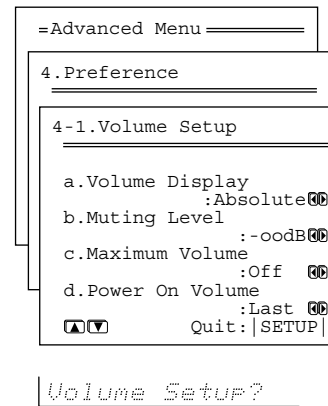 =Advanced Menu
4.Preference
4-1.Volume Setup
a.Volume Display
:Absolute
b.Muting Level
:-oodB
c.Maximum Volume
:Off
d.Power On Volume
:Last
Quit:|SETUP|
Volume Setup?